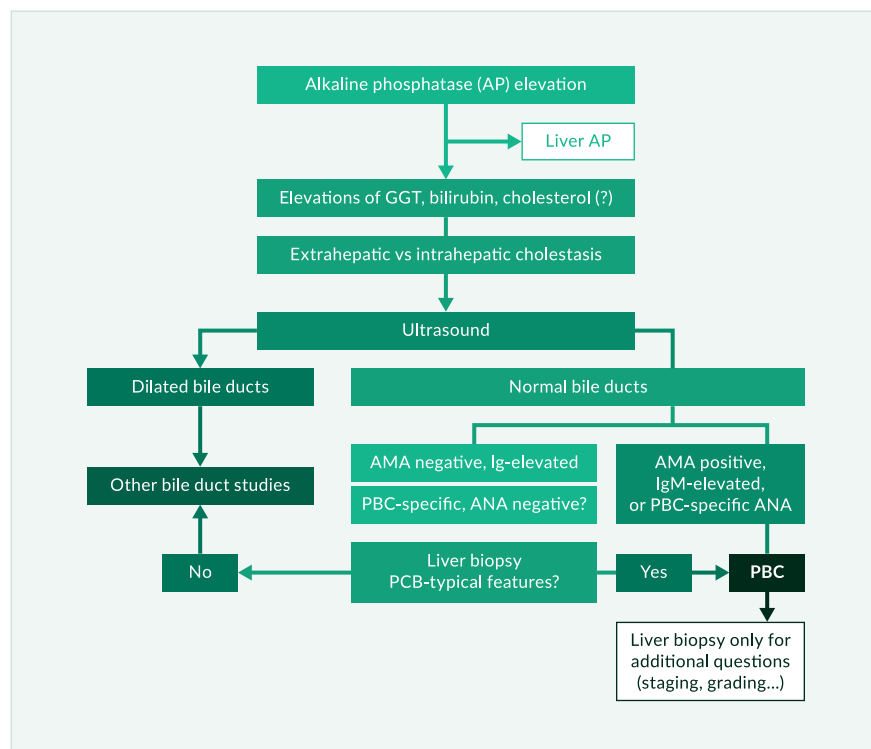 Alkaline phosphatase (AP) elevation
Liver AP
Elevations of GGT, bilirubin, cholesterol (?)
Extrahepatic vs intrahepatic cholestasis
Ultrasound
Dilated bile ducts
Normal bile ducts
Other bile duct studies
AMA negative, Ig-elevated
PBC-specific, ANA negative?
AMA positive,
IgM-elevated,
or PBC-specific ANA
No
Liver biopsy
PCB-typical features?
Yes
PBC
Liver biopsy only for
additional questions
(staging, grading...)